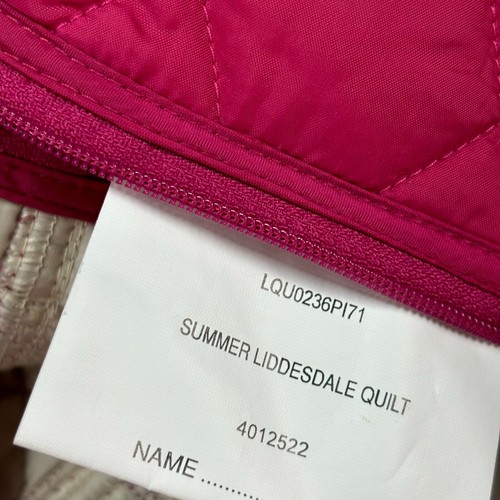 LQU0236PI71
SUMMER LIDDESDALE QUILT
4012522
NAME ..........